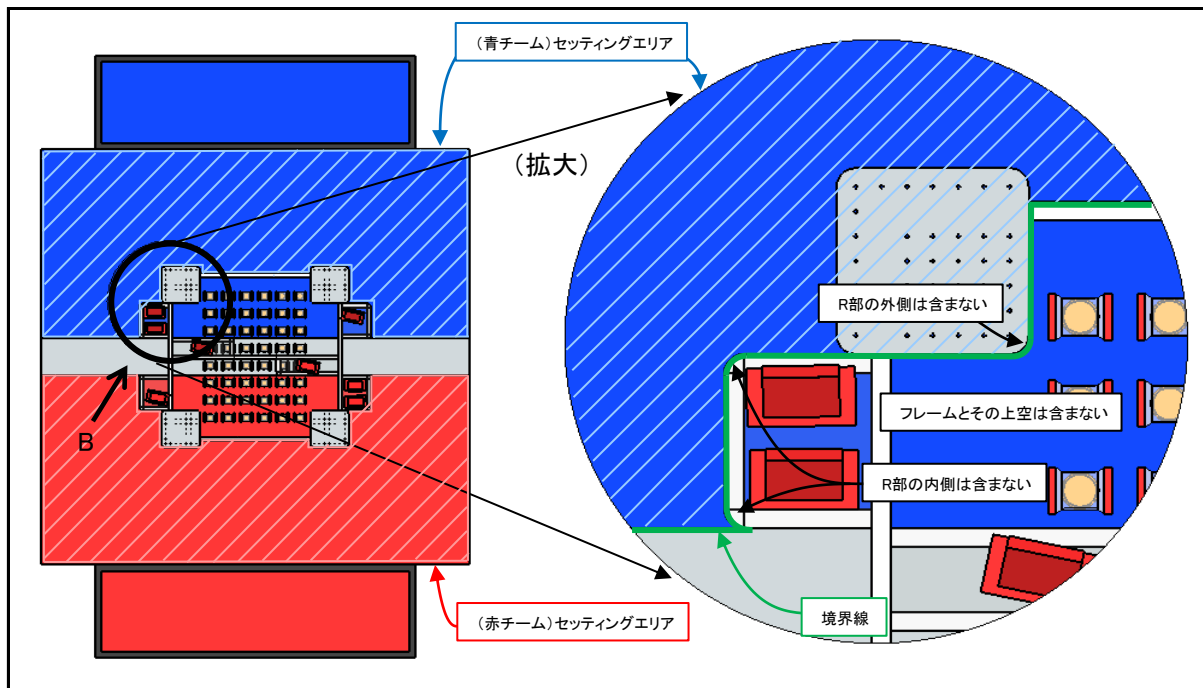 （青チーム）セッティングエリア
（拡大）
R部の外側は含まない
フレームとその上空は含まない
B
R部の内側は含まない
（赤チーム）セッティングエリア
境界線